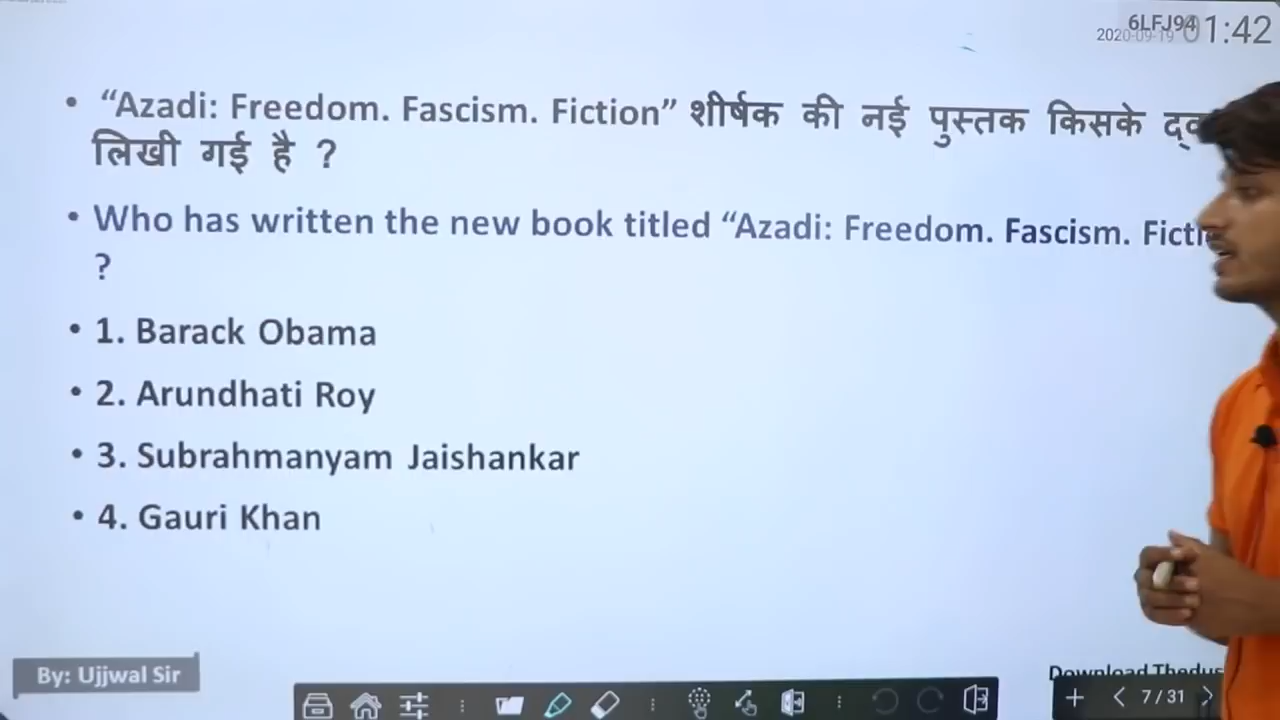 6LFJ94
2020-09-19 01:42
• “Azadi: Freedom. Fascism. Fiction” शीर्षक की नई पुस्तक किसके
लिखी गई है ?
• Who has written the new book titled “Azadi: Freedom. Fascism.
?
• 1. Barack Obama
• 2. Arundhati Roy
• 3. Subrahmanyam Jaishankar
• 4. Gauri Khan
By: Ujjwal Sir
Download
7 / 31